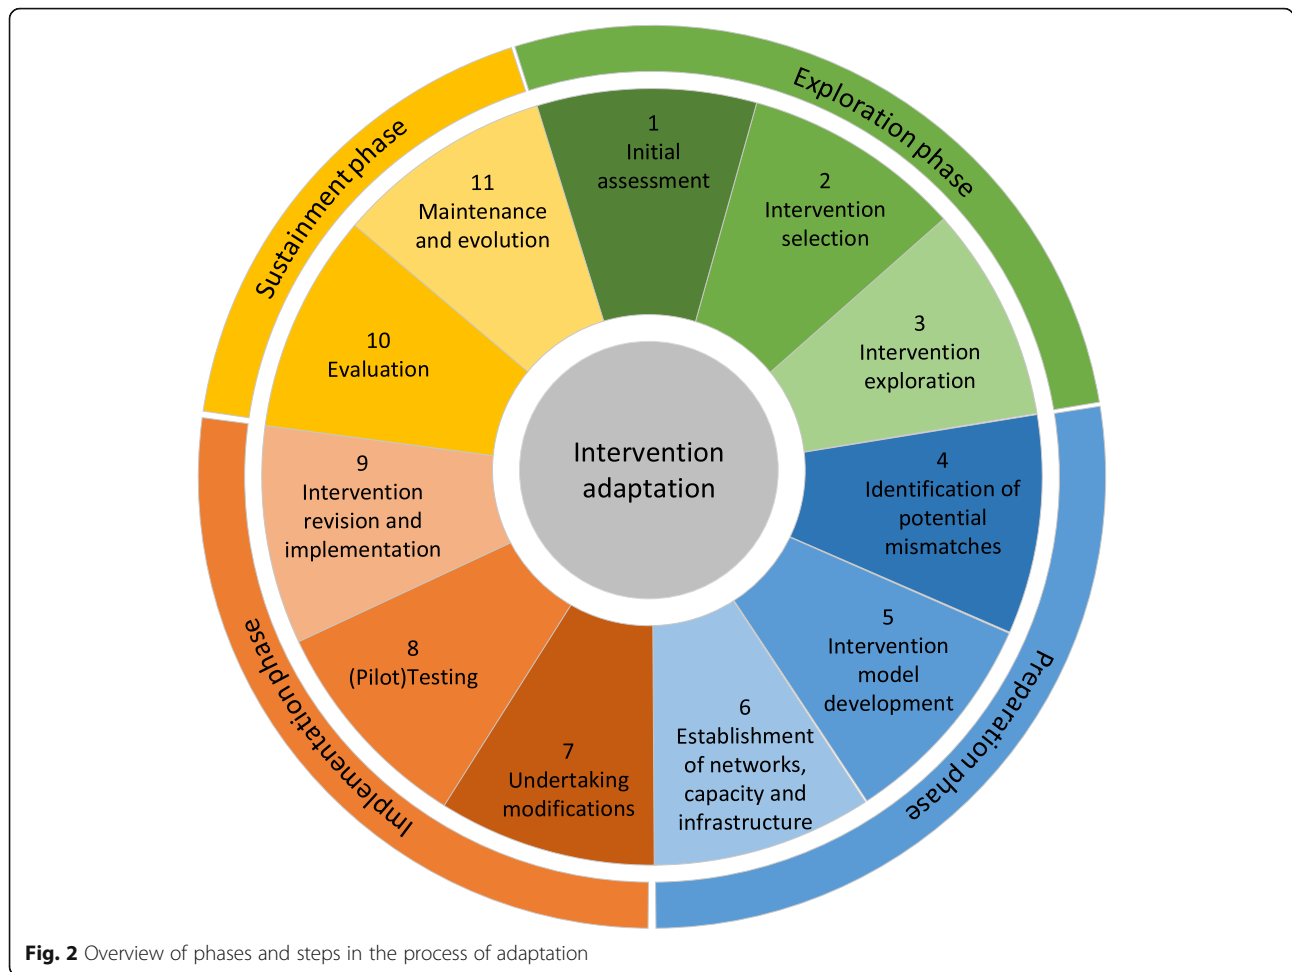 Exploration phase
1
Initial
assessment
2
Intervention
selection
3
Intervention
exploration
Preparation phase
4
Identification of
potential
mismatches
5
Intervention
model
development
6
Establishment
of networks,
capacity and
infrastructure
Implementation phase
7
Undertaking
modifications
8
(Pilot)Testing
9
Intervention
revision and
implementation
Sustainment phase
10
Evaluation
11
Maintenance
and evolution
Intervention
adaptation
Fig. 2 Overview of phases and steps in the process of adaptation